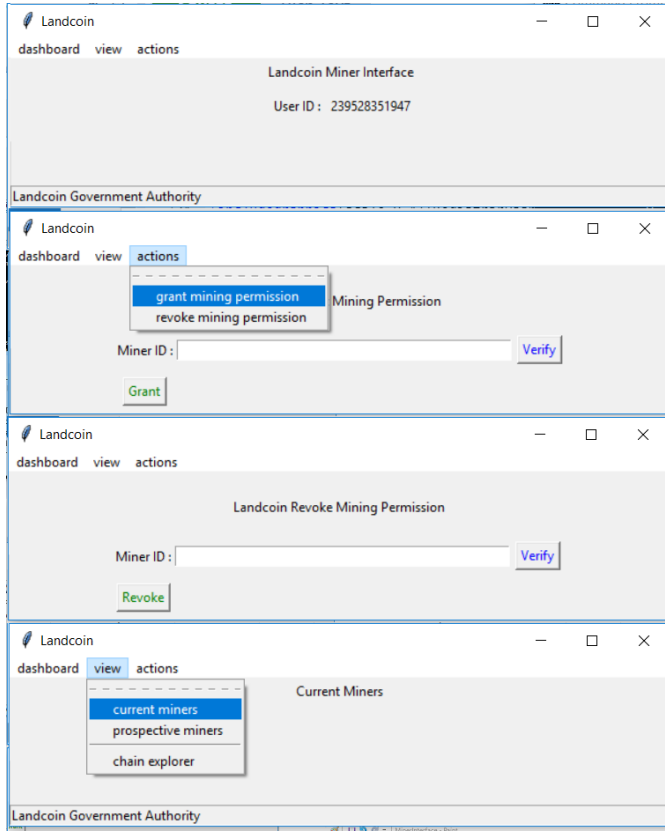 Landcoin
dashboard view actions
Landcoin Miner Interface
User ID : 239528351947
Landcoin Government Authority
Landcoin
dashboard view actions
grant mining permission
Mining Permission
revoke mining permission
Miner ID : Verify
Grant
Landcoin
dashboard view actions
Landcoin Revoke Mining Permission
Miner ID : Verify
Revoke
Landcoin
dashboard view actions
Current Miners
current miners
prospective miners
chain explorer
Landcoin Government Authority